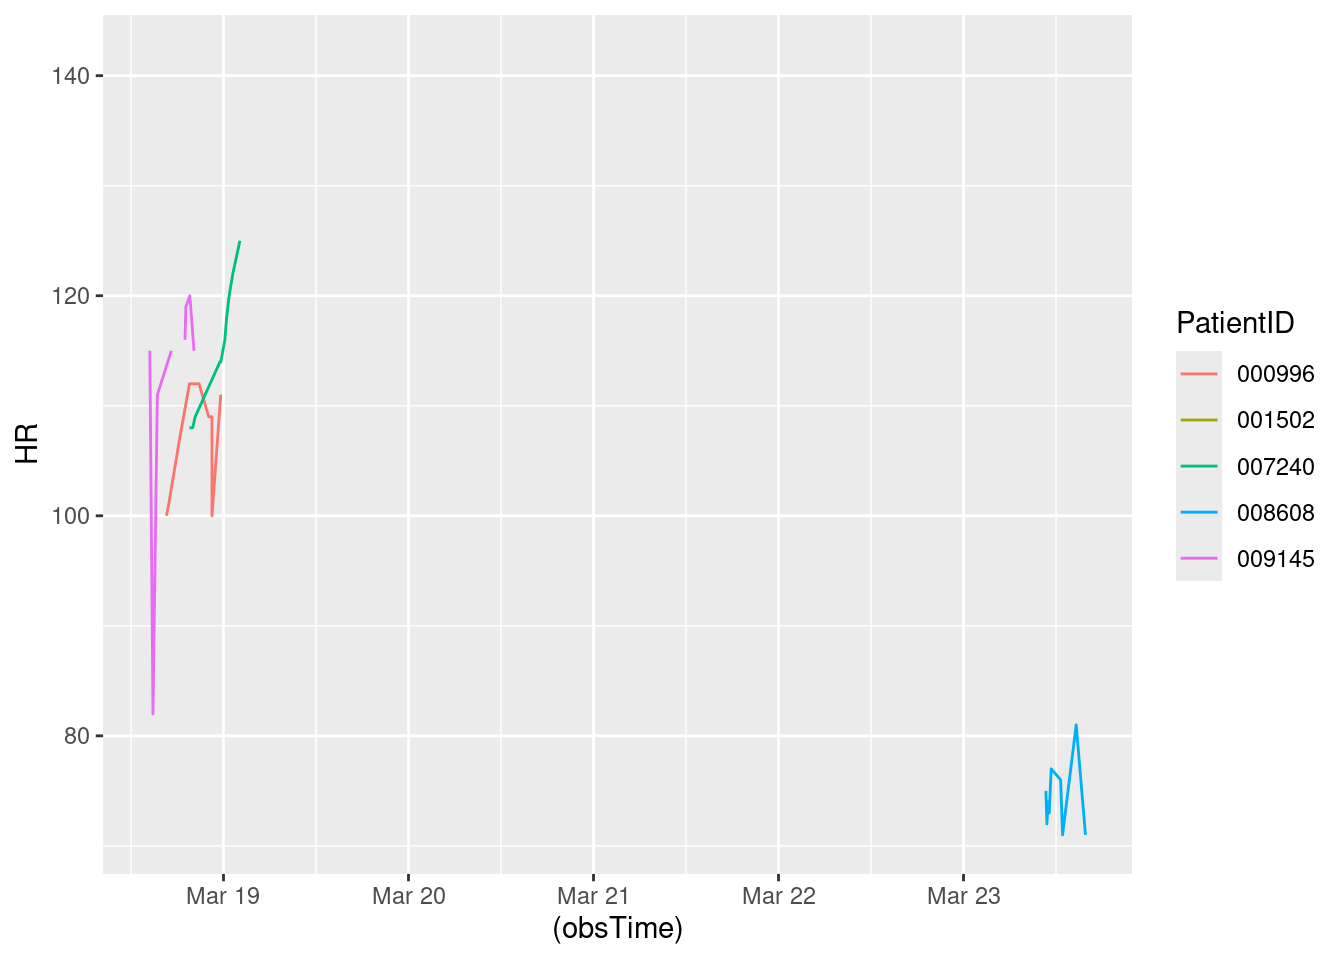 140
120
100
80
HR
Mar 19
Mar 20
Mar 21
Mar 22
Mar 23
(obsTime)
PatientID
000996
001502
007240
008608
009145